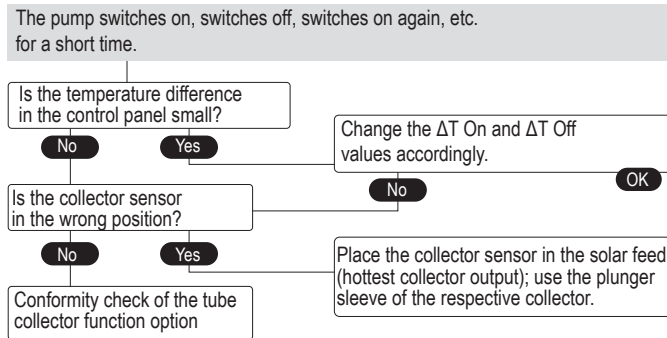 The pump switches on, switches off, switches on again, etc.
for a short time.
Is the temperature difference
in the control panel small?
No
Yes
Change the ΔT On and ΔT Off
values accordingly.
No
OK
Is the collector sensor
in the wrong position?
No
Yes
Place the collector sensor in the solar feed
(hottest collector output); use the plunger
sleeve of the respective collector.
Conformity check of the tube
collector function option